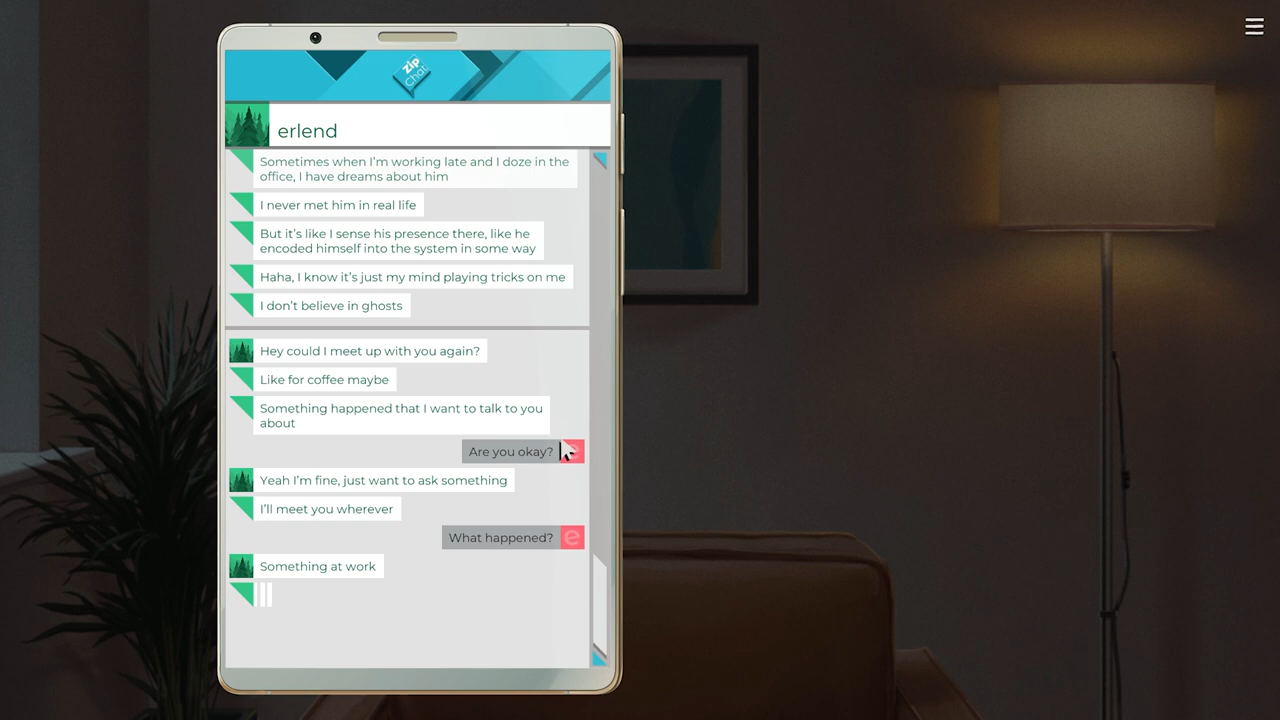 Zip
Chat
erlend
Sometimes when I'm working late and I doze in the
office, I have dreams about him
I never met him in real life
But it's like I sense his presence there, like he
encoded himself into the system in some way
Haha, I know it's just my mind playing tricks on me
I don't believe in ghosts
Hey could I meet up with you again?
Like for coffee maybe
Something happened that I want to talk to you
about
Are you okay?
Yeah I'm fine, just want to ask something
I'll meet you wherever
What happened?
e
Something at work